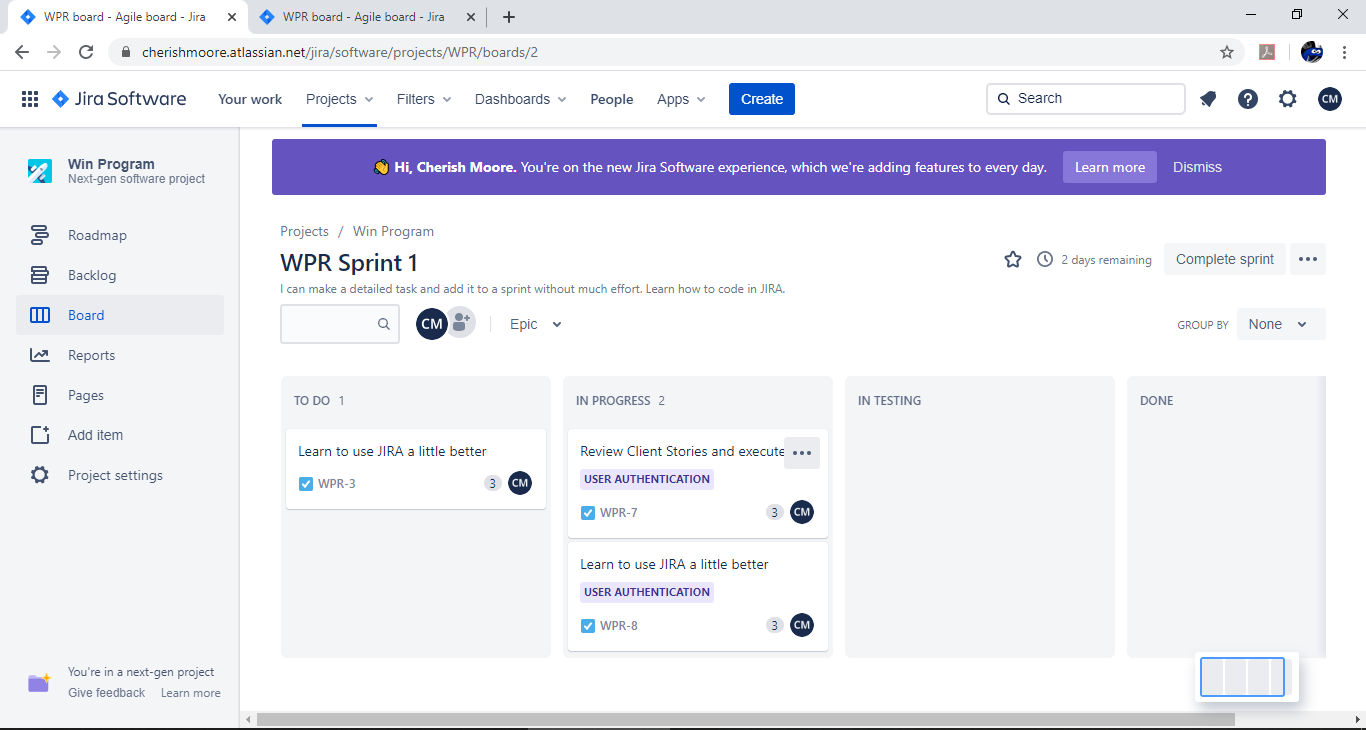 WPR board - Agile board - Jira
WPR board - Agile board - Jira
cherishmoore.atlassian.net/jira/software/projects/WPR/boards/2
Jira Software Your work Projects Filters Dashboards People Apps Create Search CM
Win Program
Next-gen software project
Roadmap
Backlog
Board
Reports
Pages
Add item
Project settings
You're in a next-gen project
Give feedback Learn more
Hi, Cherish Moore. You're on the new Jira Software experience, which we're adding features to every day. Learn more Dismiss
Projects / Win Program
WPR Sprint 1
2 days remaining Complete sprint
I can make a detailed task and add it to a sprint without much effort. Learn how to code in JIRA.
CM Epic GROUP BY None
TO DO 1
Learn to use JIRA a little better
WPR-3 3 CM
IN PROGRESS 2
Review Client Stories and execute
USER AUTHENTICATION
WPR-7 3 CM
Learn to use JIRA a little better
USER AUTHENTICATION
WPR-8 3 CM
IN TESTING
DONE